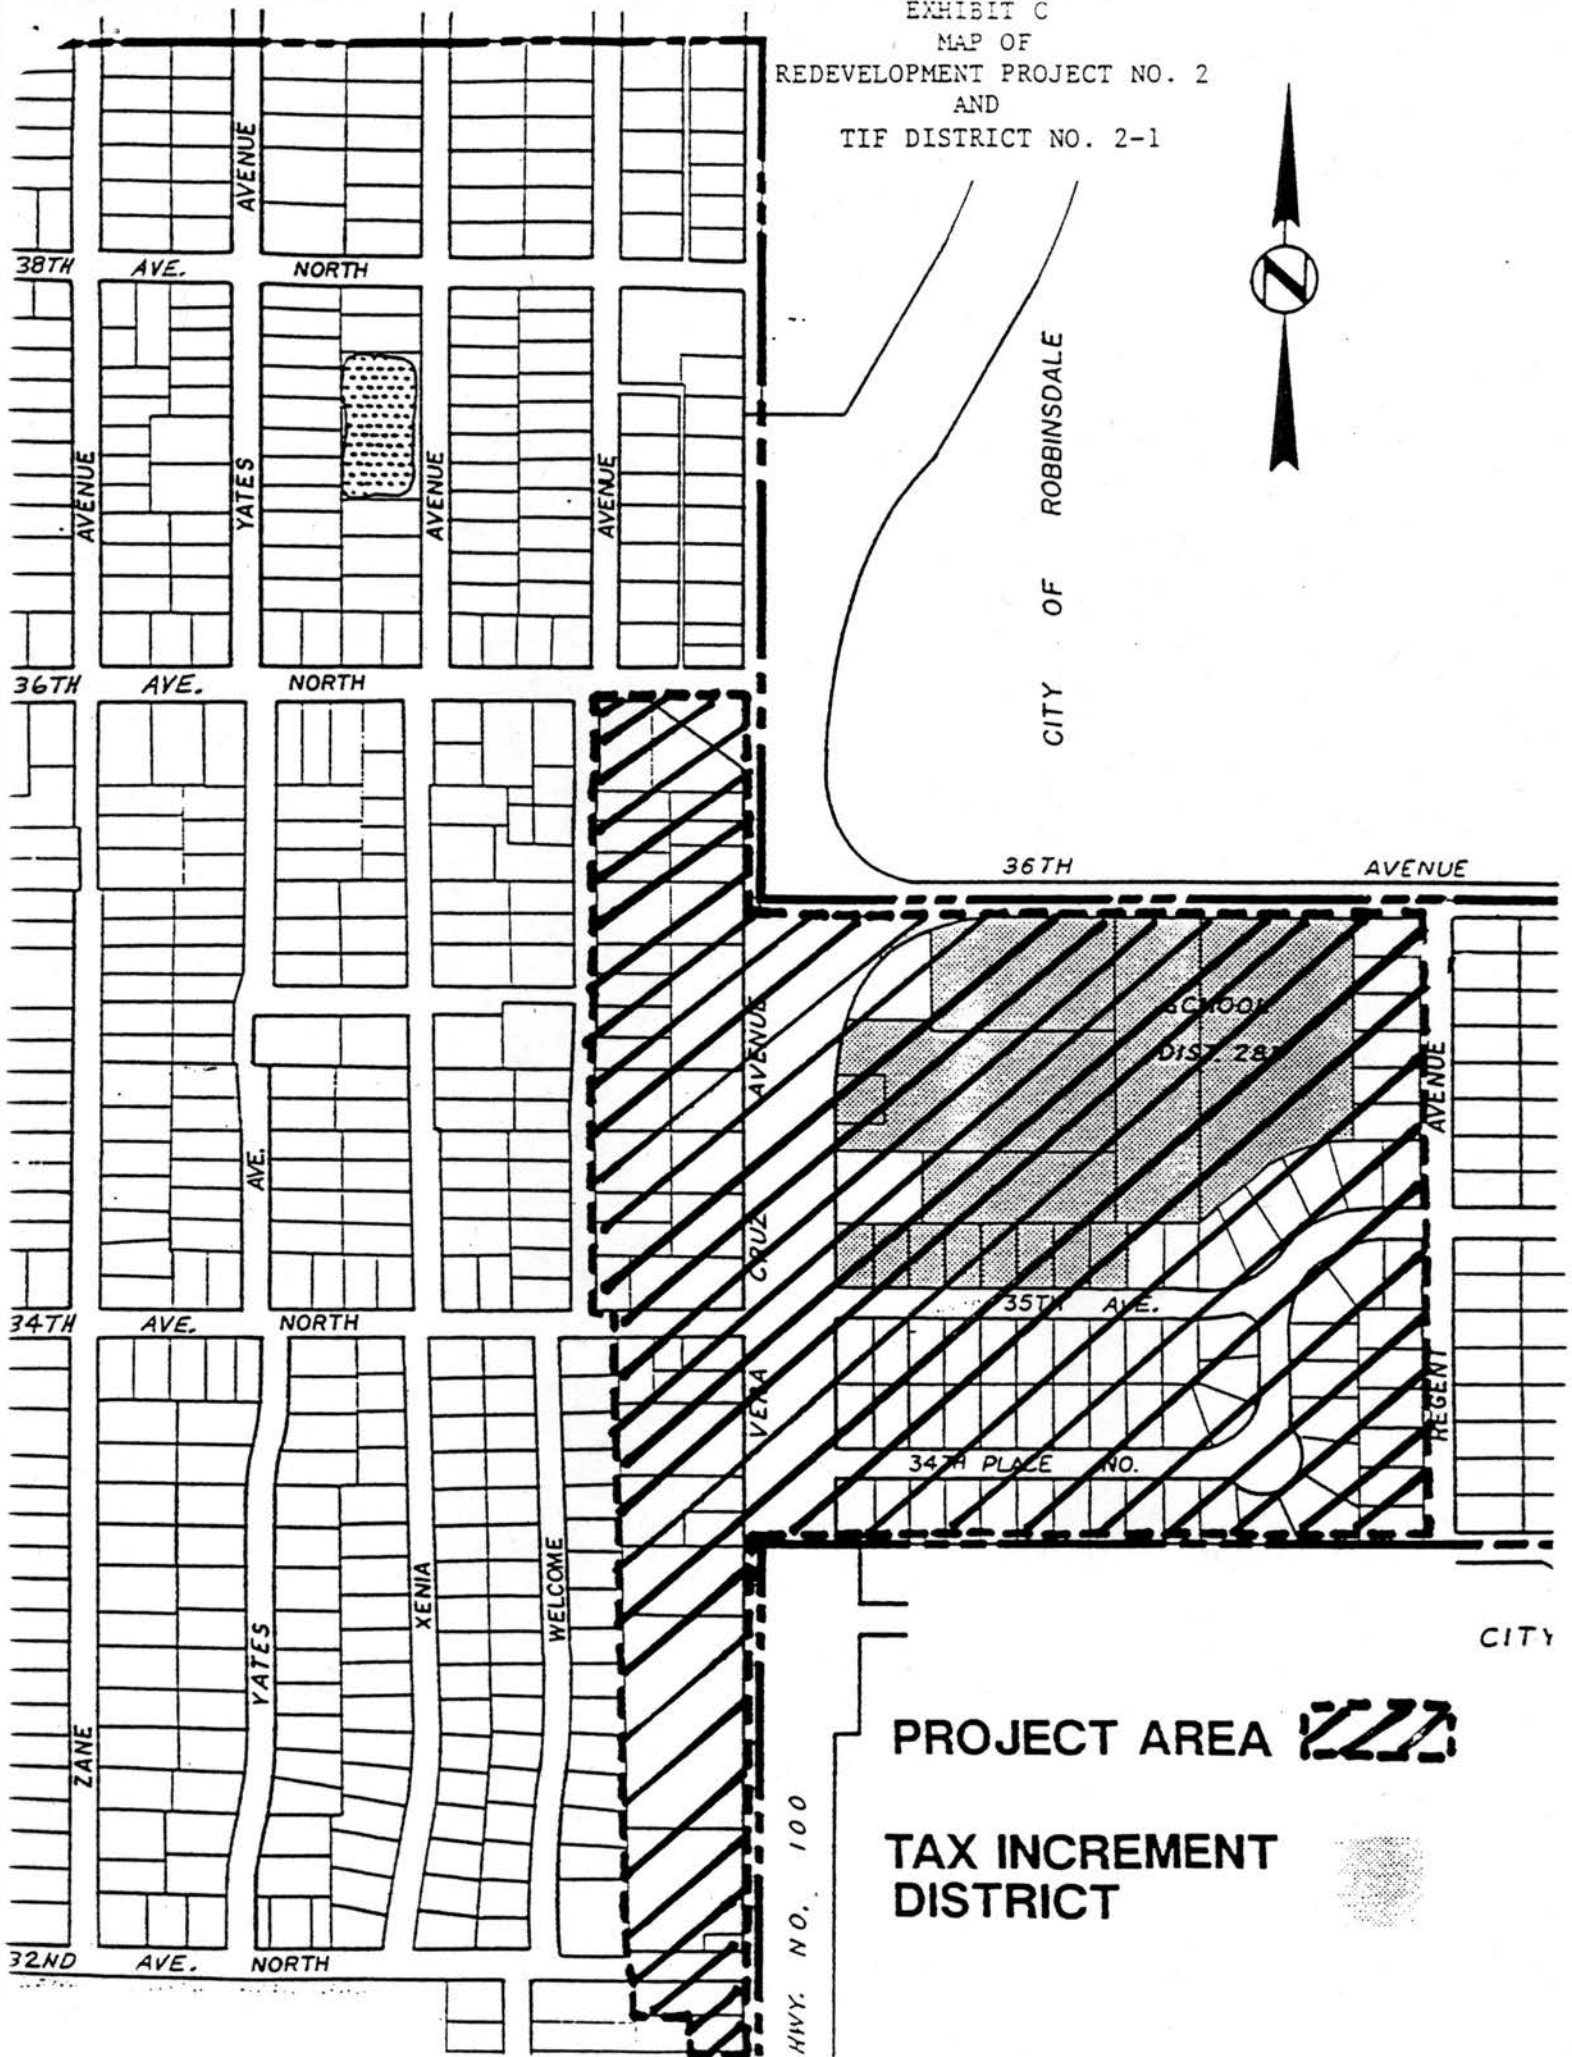 EXHIBIT C
MAP OF
REDEVELOPMENT PROJECT NO. 2
AND
TIF DISTRICT NO. 2-1
AVENUE
38TH AVE. NORTH
N
CITY OF ROBBINSDALE
AVENUE
YATES
AVENUE
AVENUE
36TH AVE. NORTH
36TH AVENUE
SCHOOL
DIST. 281
AVENUE
AVENUE
AVE.
CRUZ
35TH AVE.
34TH AVE. NORTH
VERA
REGENT
34TH PLACE NO.
XENIA
WELCOME
YATES
ZANE
CITY
PROJECT AREA
HWY. NO. 100
TAX INCREMENT
DISTRICT
32ND AVE. NORTH